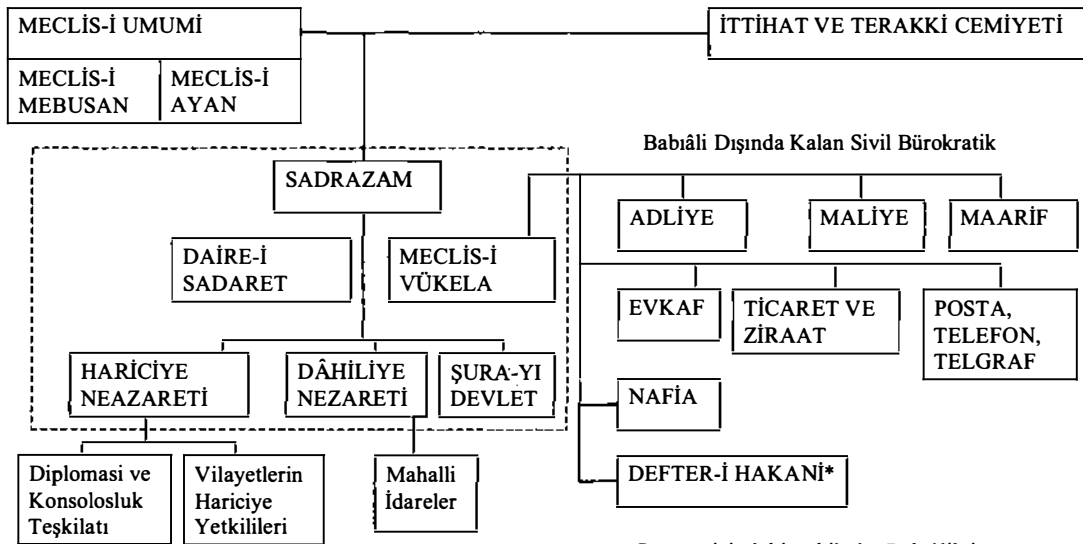 MECLİS-İ UMUMİ
İTTİHAT VE TERAKKİ CEMİYETİ
MECLİS-İ
MEBUSAN
MECLİS-İ
AYAN
Babıâli Dışında Kalan Sivil Bürokratik
SADRAZAM
ADLİYE
MALİYE
MAARİF
DAİRE-İ
SADARET
MECLİS-İ
VÜKELA
EVKAF
TİCARET VE
ZİRAAT
POSTA,
TELEFON,
TELGRAF
HARİCİYE
NEAZARETİ
DÂHİLİYE
NEZARETİ
ŞURA-YI
DEVLET
NAFİA
DEFTER-İ HAKANİ*
Diplomasi ve
Konsolosluk
Teşkilatı
Vilayetlerin
Hariciye
Yetkilileri
Mahalli
İdareler